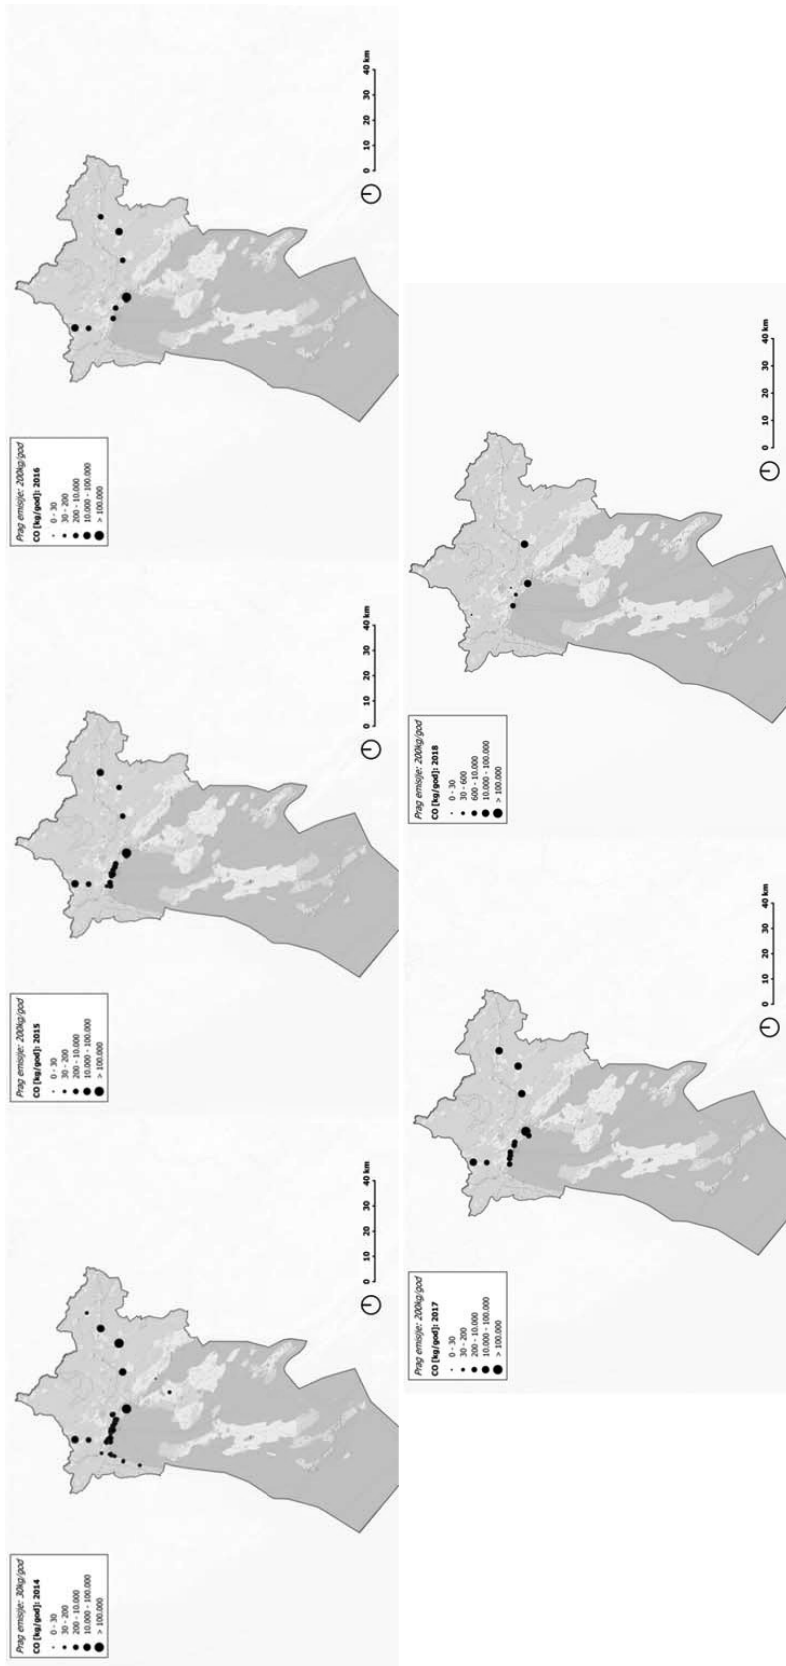 Prag emisije: 30kg/god
CO [kg/god]: 2014
0 - 30
30 - 200
200 - 10.000
10.000 - 100.000
> 100.000
0 10 20 30 40 km
Prag emisije: 200kg/god
CO [kg/god]: 2015
0 - 30
30 - 200
200 - 10.000
10.000 - 100.000
> 100.000
0 10 20 30 40 km
Prag emisije: 200kg/god
CO [kg/god]: 2016
0 - 30
30 - 200
200 - 10.000
10.000 - 100.000
> 100.000
0 10 20 30 40 km
Prag emisije: 200kg/god
CO [kg/god]: 2017
0 - 30
30 - 200
200 - 10.000
10.000 - 100.000
> 100.000
0 10 20 30 40 km
Prag emisije: 200kg/god
CO [kg/god]: 2018
0 - 30
30 - 600
600 - 10.000
10.000 - 100.000
> 100.000
0 10 20 30 40 km